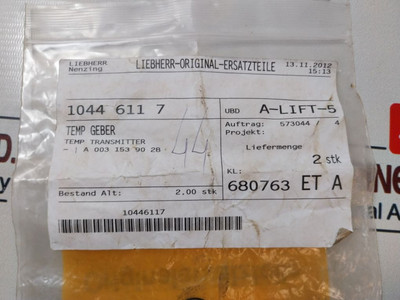 LIEBHERR
Nenzing
LIEBHERR-ORIGINAL-ERSATZTEILE
13.11.2012
15:13
1044 611 7
UBD A-LIFT-5
TEMP GEBER
TEMP TRANSMITTER
- | A 003 153 90 28
44
Auftrag: 573044 4
Projekt:
Liefermenge
2 stk
KL:
680763 ET A
Bestand Alt: 2,00 stk
10446117